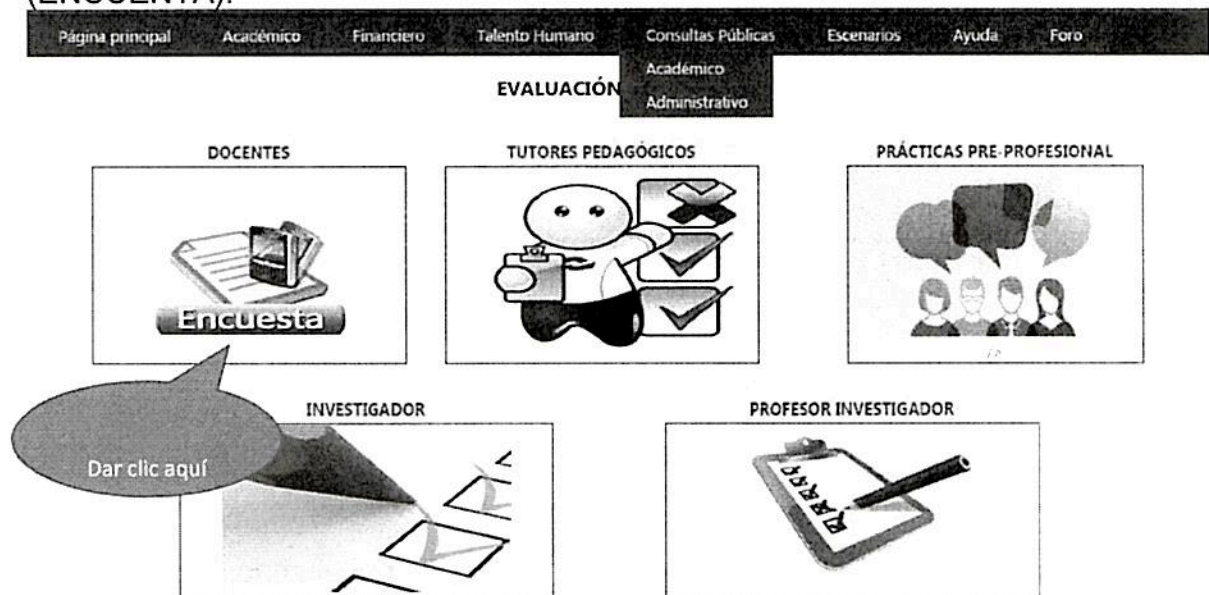 (ENCUENTA).
Página principal Académico Financiero Talento Humano Consultas Públicas Escenarios Ayuda Foro
Académico
Administrativo
EVALUACIÓN
DOCENTES TUTORES PEDAGÓGICOS PRÁCTICAS PRE-PROFESIONAL
Encuesta
INVESTIGADOR PROFESOR INVESTIGADOR
Dar clic aquí